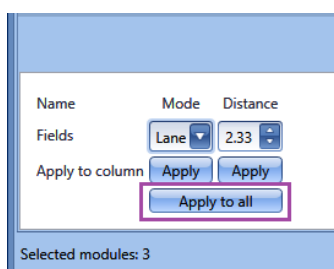 Name Mode Distance
Fields Lane 2.33
Apply to column Apply Apply
Apply to all
Selected modules: 3